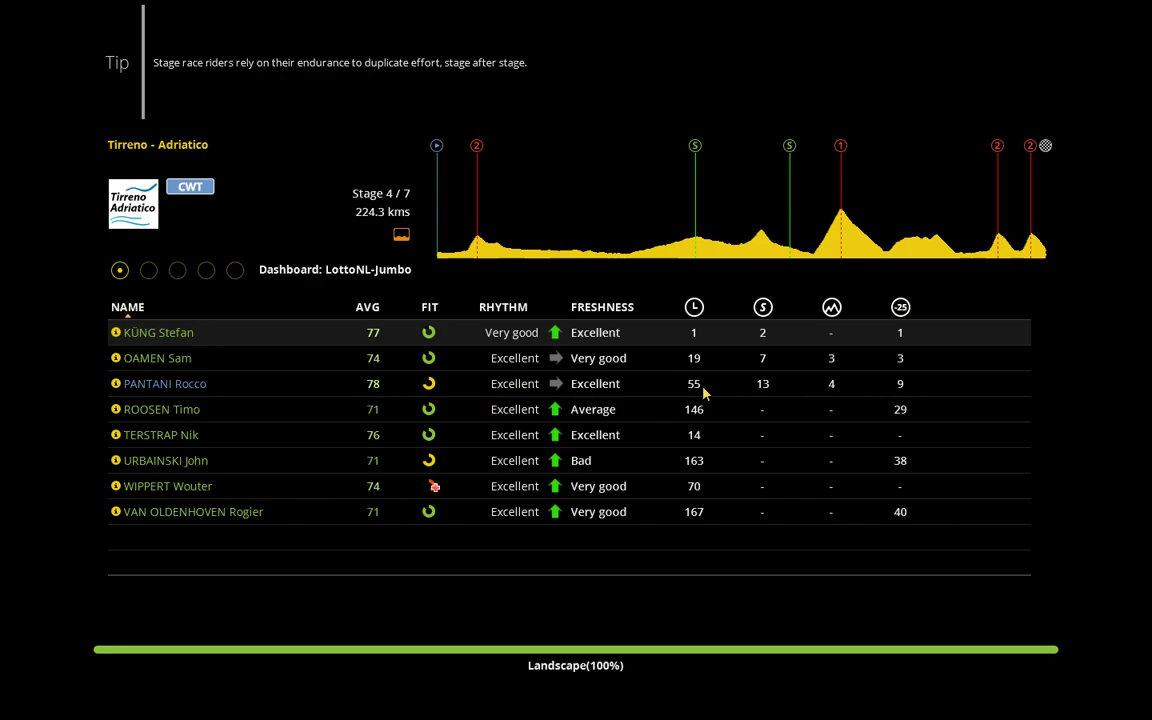 Tip
Stage race riders rely on their endurance to duplicate effort, stage after stage.
Tirreno - Adriatico
2 S S 1 2 2
Tirreno
Adriatico
CWT
Stage 4 / 7
224.3 kms
Dashboard: LottoNL-Jumbo
NAME AVG FIT RHYTHM FRESHNESS S -25
KÜNG Stefan 77 Very good Excellent 1 2 - 1
OAMEN Sam 74 Excellent Very good 19 7 3 3
PANTANI Rocco 78 Excellent Excellent 55 13 4 9
ROOSEN Timo 71 Excellent Average 146 - - 29
TERSTRAP Nik 76 Excellent Excellent 14 - - -
URBAINSKI John 71 Excellent Bad 163 - - 38
WIPPERT Wouter 74 Excellent Very good 70 - - -
VAN OLDENHOVEN Rogier 71 Excellent Very good 167 - - 40
Landscape(100%)